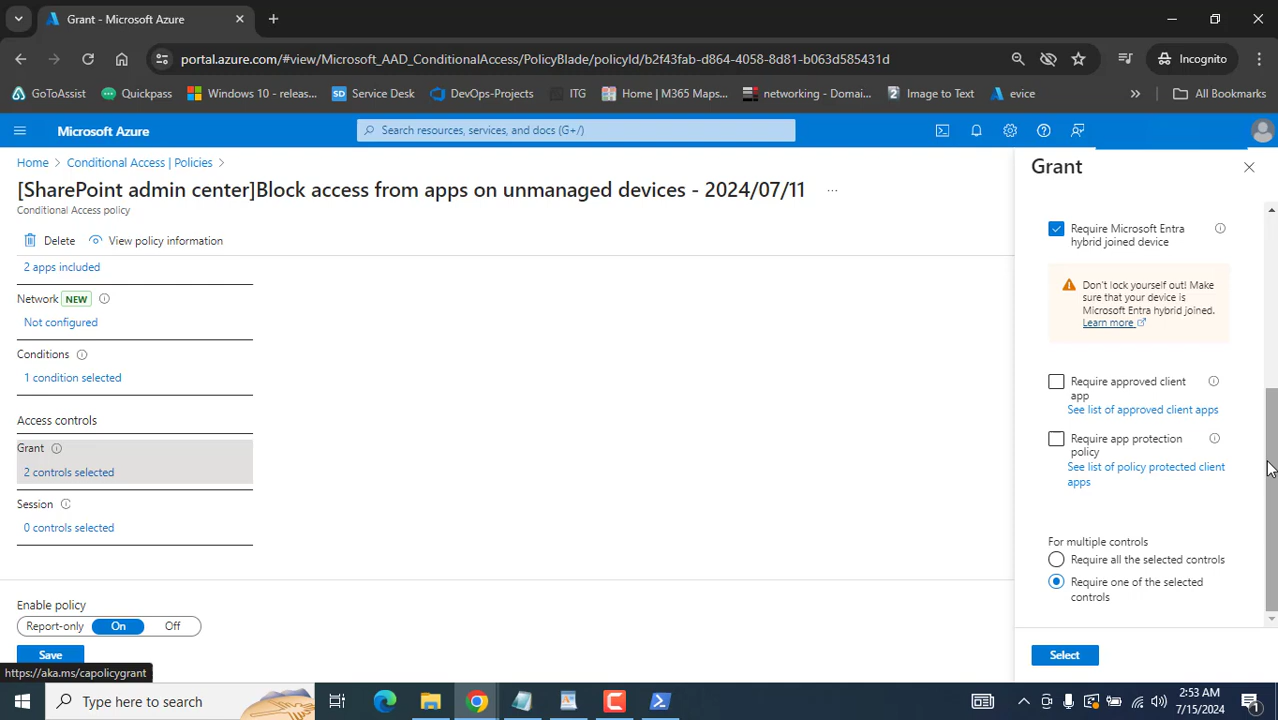 Grant - Microsoft Azure
portal.azure.com/#view/Microsoft_AAD_ConditionalAccess/PolicyBlade/policyId/b2f43fab-d864-4058-8d81-b063d585431d
Incognito
GoToAssist
Quickpass
Windows 10 - releas...
SD Service Desk
DevOps-Projects
ITG
Home | M365 Maps...
networking - Domai...
Image to Text
evice
»
All Bookmarks
Microsoft Azure
Search resources, services, and docs (G+/)
Home > Conditional Access | Policies >
[SharePoint admin center]Block access from apps on unmanaged devices - 2024/07/11 ...
Conditional Access policy
Delete
View policy information
2 apps included
Network NEW
Not configured
Conditions
1 condition selected
Access controls
Grant
2 controls selected
Session
0 controls selected
Enable policy
Report-only On Off
Save
https://aka.ms/capolicygrant
Grant
Require Microsoft Entra
hybrid joined device
Don't lock yourself out! Make
sure that your device is
Microsoft Entra hybrid joined.
Learn more
Require approved client
app
See list of approved client apps
Require app protection
policy
See list of policy protected client
apps
For multiple controls
Require all the selected controls
Require one of the selected
controls
Select
Type here to search
2:53 AM
7/15/2024
1